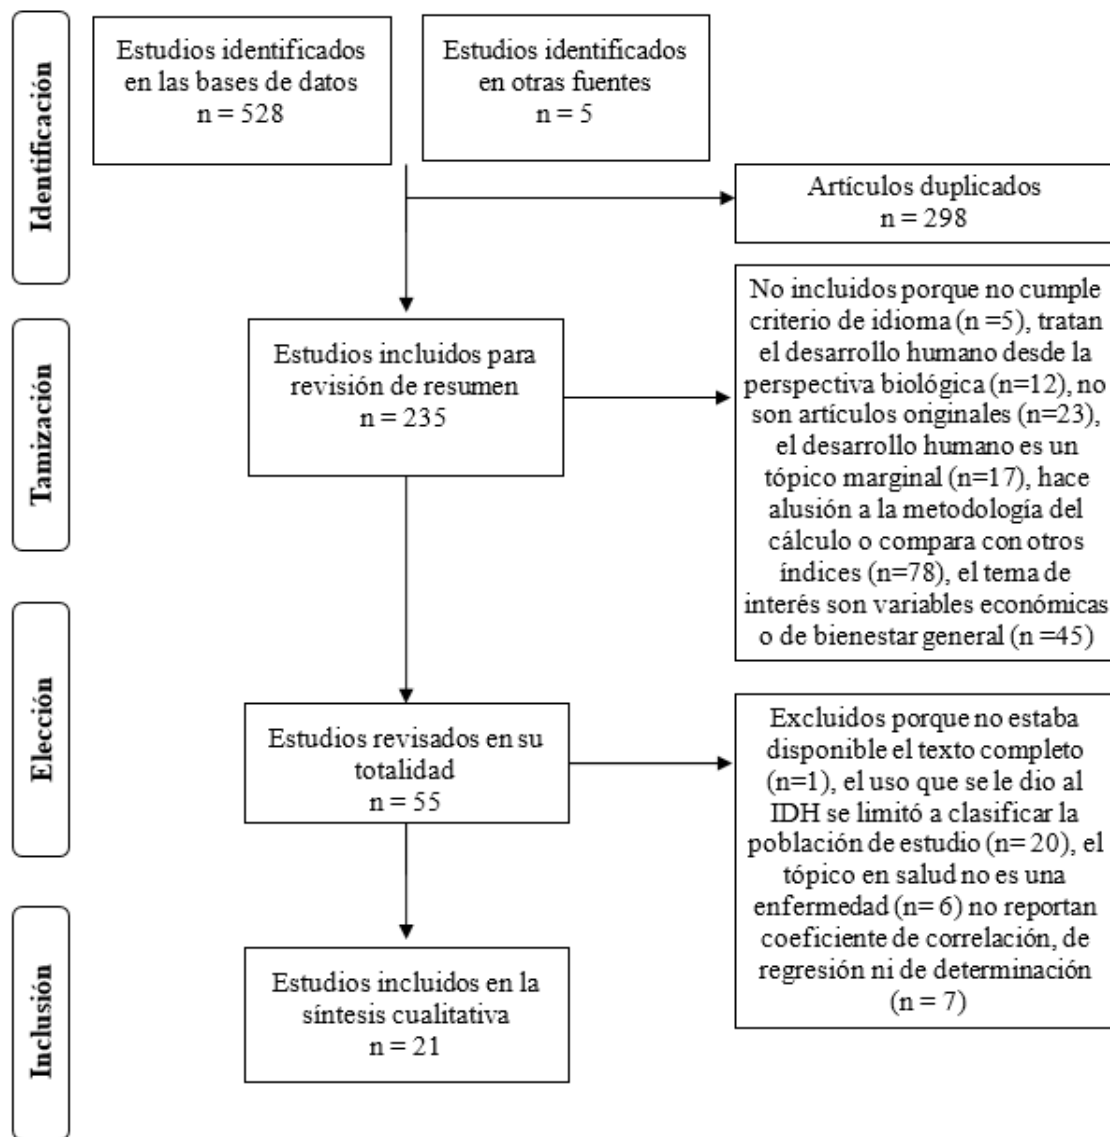 Identificación
Estudios identificados
en las bases de datos
n = 528
Estudios identificados
en otras fuentes
n = 5
Artículos duplicados
n = 298
Tamización
Estudios incluidos para
revisión de resumen
n = 235
No incluidos porque no cumple
criterio de idioma (n =5), tratan
el desarrollo humano desde la
perspectiva biológica (n=12), no
son artículos originales (n=23),
el desarrollo humano es un
tópico marginal (n=17), hace
alusión a la metodología del
cálculo o compara con otros
índices (n=78), el tema de
interés son variables económicas
o de bienestar general (n =45)
Elección
Estudios revisados en su
totalidad
n = 55
Excluidos porque no estaba
disponible el texto completo
(n=1), el uso que se le dio al
IDH se limitó a clasificar la
población de estudio (n= 20), el
tópico en salud no es una
enfermedad (n= 6) no reportan
coeficiente de correlación, de
regresión ni de determinación
(n = 7)
Inclusión
Estudios incluidos en la
síntesis cualitativa
n = 21